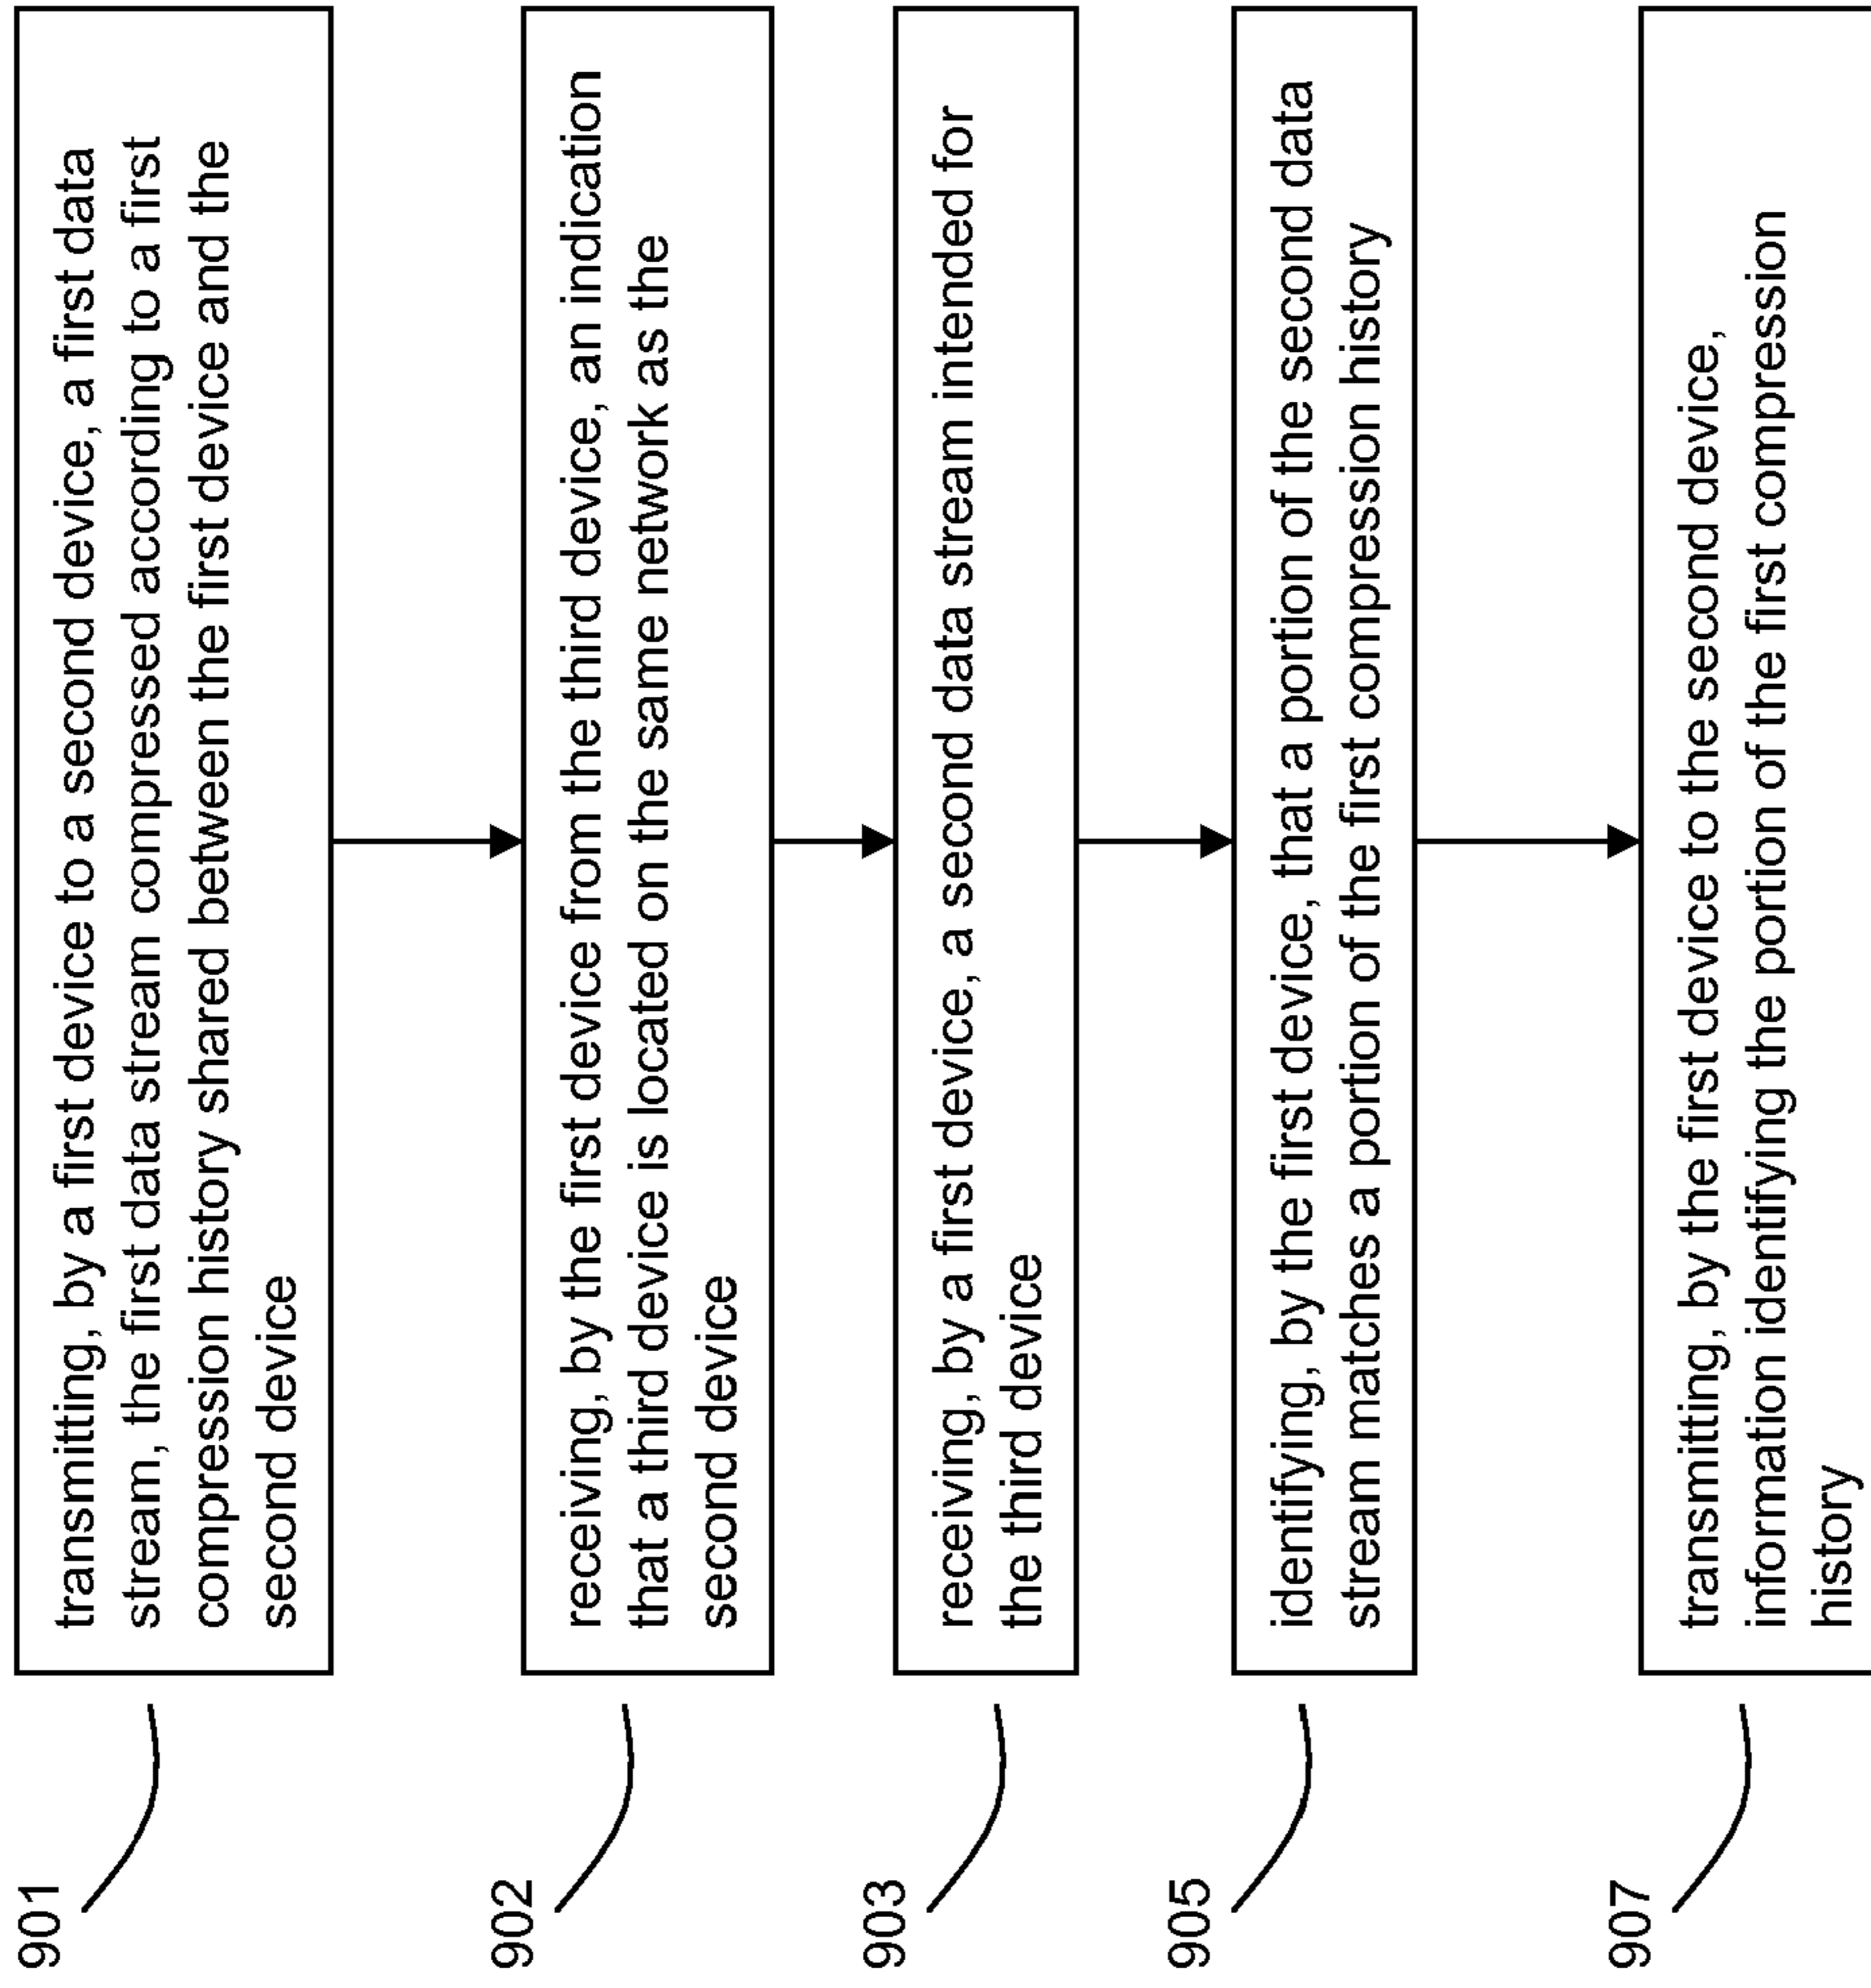 901
transmitting, by a first device to a second device, a first data
stream, the first data stream compressed according to a first
compression history shared between the first device and the
second device
902
receiving, by the first device from the third device, an indication
that a third device is located on the same network as the
second device
903
receiving, by a first device, a second data stream intended for
the third device
905
identifying, by the first device, that a portion of the second data
stream matches a portion of the first compression history
907
transmitting, by the first device to the second device,
information identifying the portion of the first compression
history